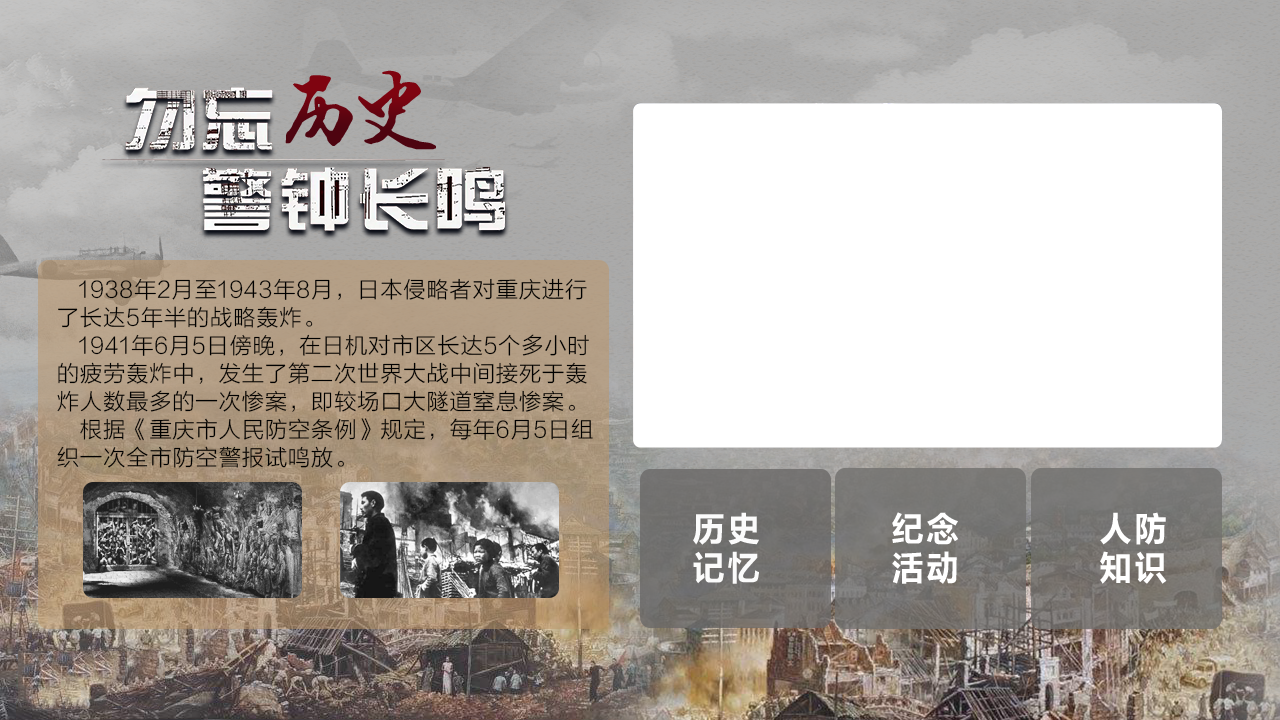 勿忘历史
警钟长鸣
1938年2月至1943年8月，日本侵略者对重庆进行
了长达5年半的战略轰炸。
1941年6月5日傍晚，在日机对市区长达5个多小时
的疲劳轰炸中，发生了第二次世界大战中间接死于轰
炸人数最多的一次惨案，即较场口大隧道窒息惨案。
根据《重庆市人民防空条例》规定，每年6月5日组
织一次全市防空警报试鸣放。
历史
记忆
纪念
活动
人防
知识